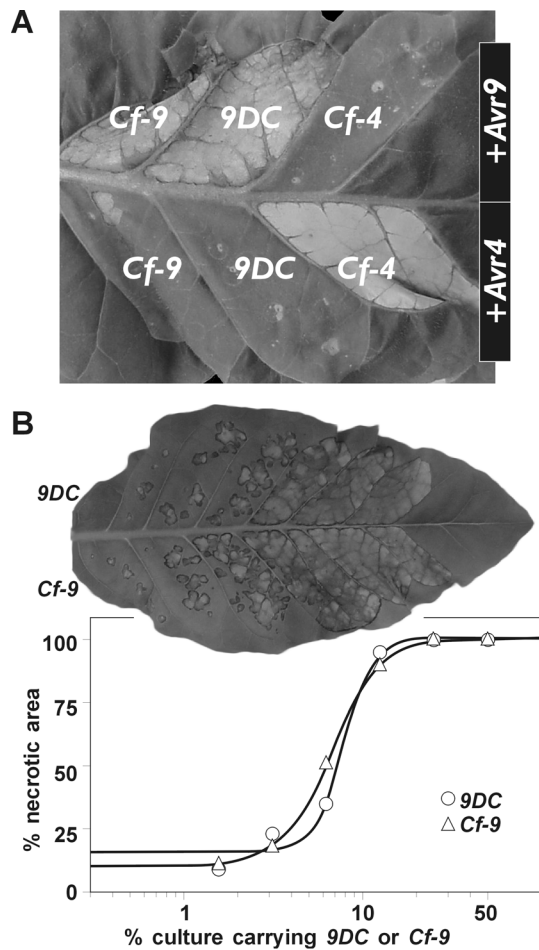 A
Cf-9
9DC
Cf-4
+Avr9
Cf-9
9DC
Cf-4
+Avr4
B
9DC
Cf-9
100
75
50
25
0
% necrotic area
9DC
Cf-9
1
10
50
% culture carrying 9DC or Cf-9